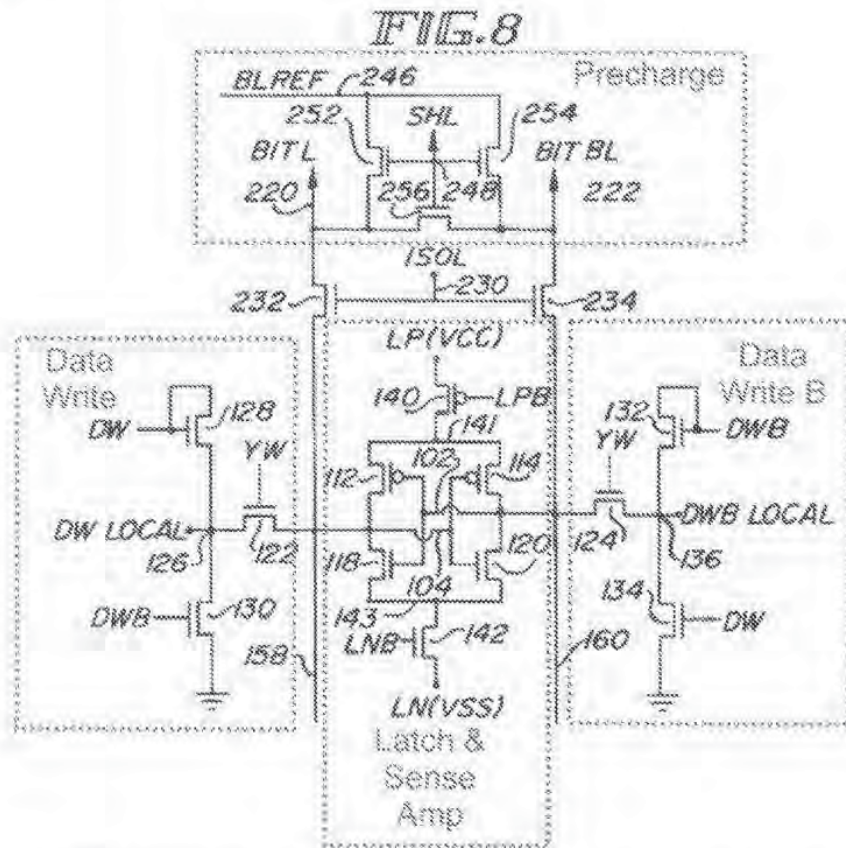 FIG.8
Precharge
BLREF
246
252
SHL
254
BIT L
BIT BL
220
256
248
222
ISOL
230
232
234
Data
Write
LP(VCC)
Data
Write B
140
LPB
128
141
132
DW
DWB
YW
112
102
114
YW
DW LOCAL
DWB LOCAL
126
122
118
104
120
124
136
143
DWB
130
LNB
142
134
DW
158
160
LN(VSS)
Latch &
Sense
Amp